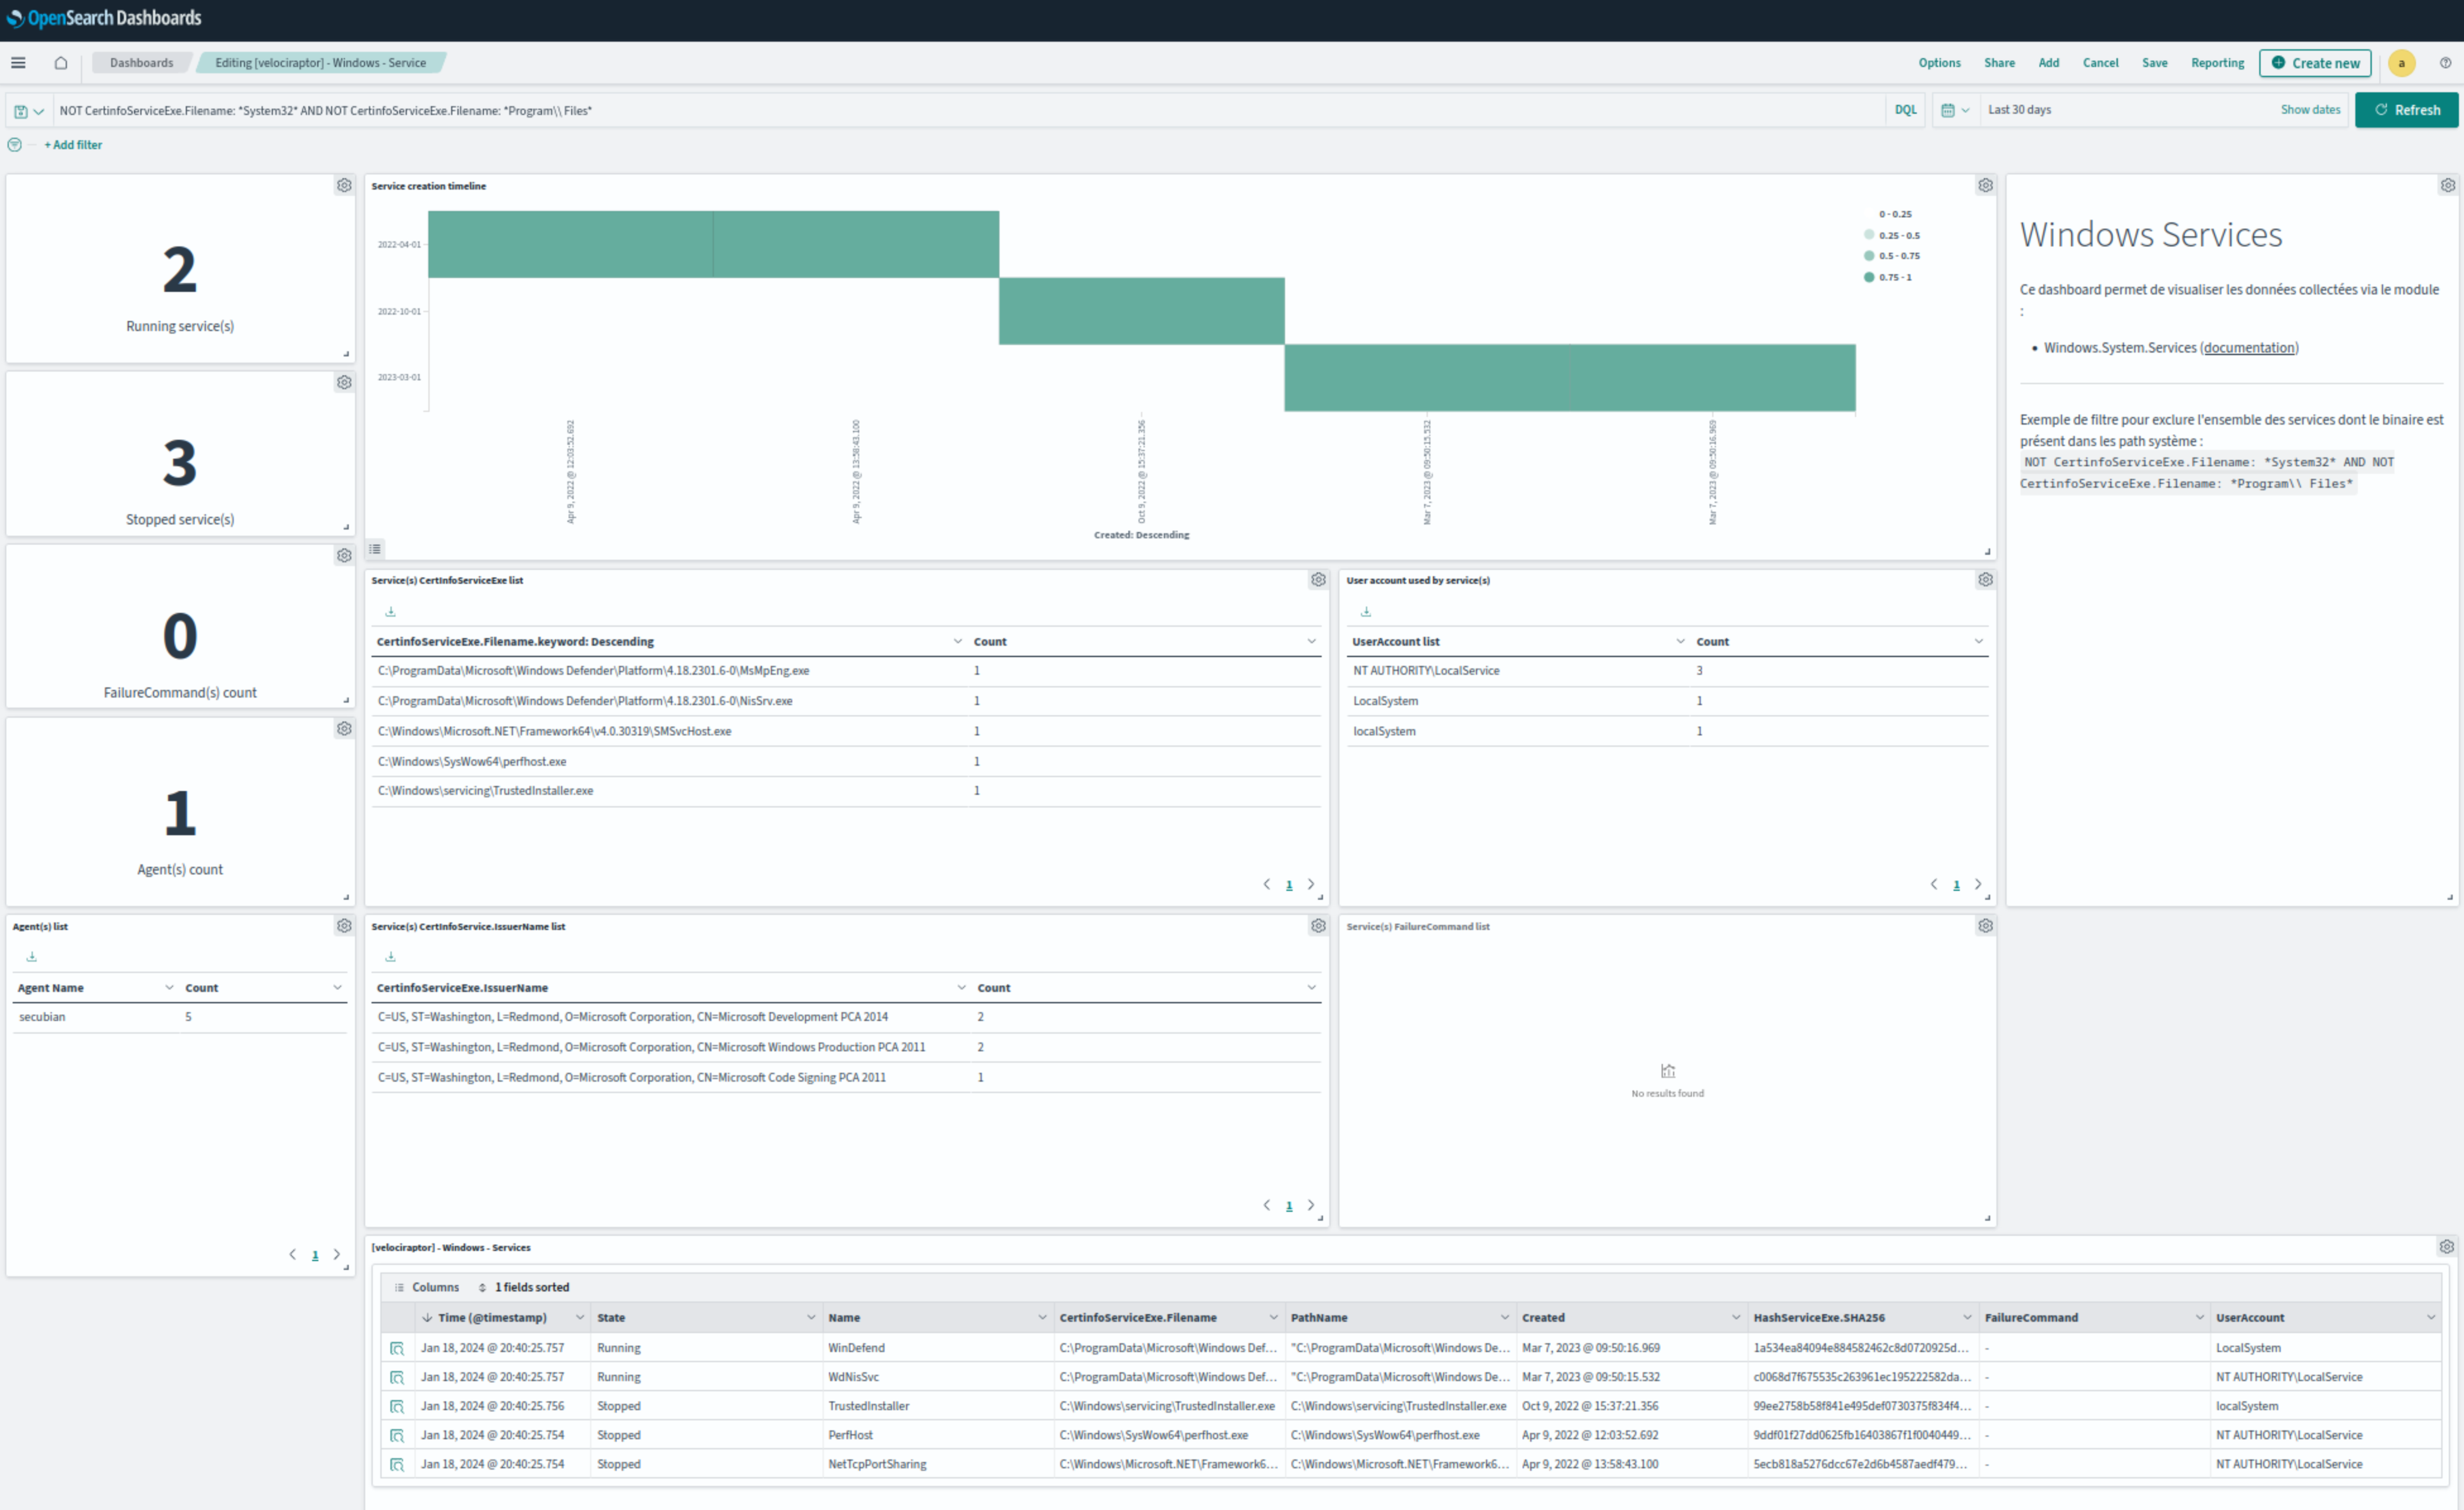 OpenSearch Dashboards
Dashboards
Editing [velociraptor] - Windows - Service
Options
Share
Add
Cancel
Save
Reporting
Create new
a
NOT CertinfoServiceExe.Filename: *System32* AND NOT CertinfoServiceExe.Filename: *Program\\ Files*
DQL
Last 30 days
Show dates
Refresh
+ Add filter
2
Running service(s)
3
Stopped service(s)
0
FailureCommand(s) count
1
Agent(s) count
Service creation timeline
2022-04-01
2022-10-01
2023-03-01
Apr 9, 2022 @ 12:03:52.692
Apr 9, 2022 @ 13:58:43.100
Oct 9, 2022 @ 15:37:21.356
Mar 7, 2023 @ 09:50:15.532
Mar 7, 2023 @ 09:50:16.969
Created: Descending
0 - 0.25
0.25 - 0.5
0.5 - 0.75
0.75 - 1
Windows Services
Ce dashboard permet de visualiser les données collectées via le module
:
• Windows.System.Services (documentation)
Exemple de filtre pour exclure l'ensemble des services dont le binaire est
présent dans les path système :
NOT CertinfoServiceExe.Filename: *System32* AND NOT
CertinfoServiceExe.Filename: *Program\\ Files*
Service(s) CertInfoServiceExe list
CertinfoServiceExe.Filename.keyword: Descending Count
C:\ProgramData\Microsoft\Windows Defender\Platform\4.18.2301.6-0\MsMpEng.exe 1
C:\ProgramData\Microsoft\Windows Defender\Platform\4.18.2301.6-0\NisSrv.exe 1
C:\Windows\Microsoft.NET\Framework64\v4.0.30319\SMSvcHost.exe 1
C:\Windows\SysWow64\perfhost.exe 1
C:\Windows\servicing\TrustedInstaller.exe 1
1
User account used by service(s)
UserAccount list Count
NT AUTHORITY\LocalService 3
LocalSystem 1
localSystem 1
1
Agent(s) list
Agent Name Count
secubian 5
1
Service(s) CertInfoService.IssuerName list
CertinfoServiceExe.IssuerName Count
C=US, ST=Washington, L=Redmond, O=Microsoft Corporation, CN=Microsoft Development PCA 2014 2
C=US, ST=Washington, L=Redmond, O=Microsoft Corporation, CN=Microsoft Windows Production PCA 2011 2
C=US, ST=Washington, L=Redmond, O=Microsoft Corporation, CN=Microsoft Code Signing PCA 2011 1
1
Service(s) FailureCommand list
No results found
[velociraptor] - Windows - Services
Columns 1 fields sorted
Time (@timestamp) State Name CertinfoServiceExe.Filename PathName Created HashServiceExe.SHA256 FailureCommand UserAccount
Jan 18, 2024 @ 20:40:25.757 Running WinDefend C:\ProgramData\Microsoft\Windows Def... "C:\ProgramData\Microsoft\Windows De... Mar 7, 2023 @ 09:50:16.969 1a534ea84094e884582462c8d0720925d... - LocalSystem
Jan 18, 2024 @ 20:40:25.757 Running WdNisSvc C:\ProgramData\Microsoft\Windows Def... "C:\ProgramData\Microsoft\Windows De... Mar 7, 2023 @ 09:50:15.532 c0068d7f675535c263961ec195222582da... - NT AUTHORITY\LocalService
Jan 18, 2024 @ 20:40:25.756 Stopped TrustedInstaller C:\Windows\servicing\TrustedInstaller.exe C:\Windows\servicing\TrustedInstaller.exe Oct 9, 2022 @ 15:37:21.356 99ee2758b58f841e495def0730375f834f4... - localSystem
Jan 18, 2024 @ 20:40:25.754 Stopped PerfHost C:\Windows\SysWow64\perfhost.exe C:\Windows\SysWow64\perfhost.exe Apr 9, 2022 @ 12:03:52.692 9ddf01f27dd0625fb16403867f1f0040449... - NT AUTHORITY\LocalService
Jan 18, 2024 @ 20:40:25.754 Stopped NetTcpPortSharing C:\Windows\Microsoft.NET\Framework6... C:\Windows\Microsoft.NET\Framework6... Apr 9, 2022 @ 13:58:43.100 5ecb818a5276dcc67e2d6b4587aedf479... - NT AUTHORITY\LocalService